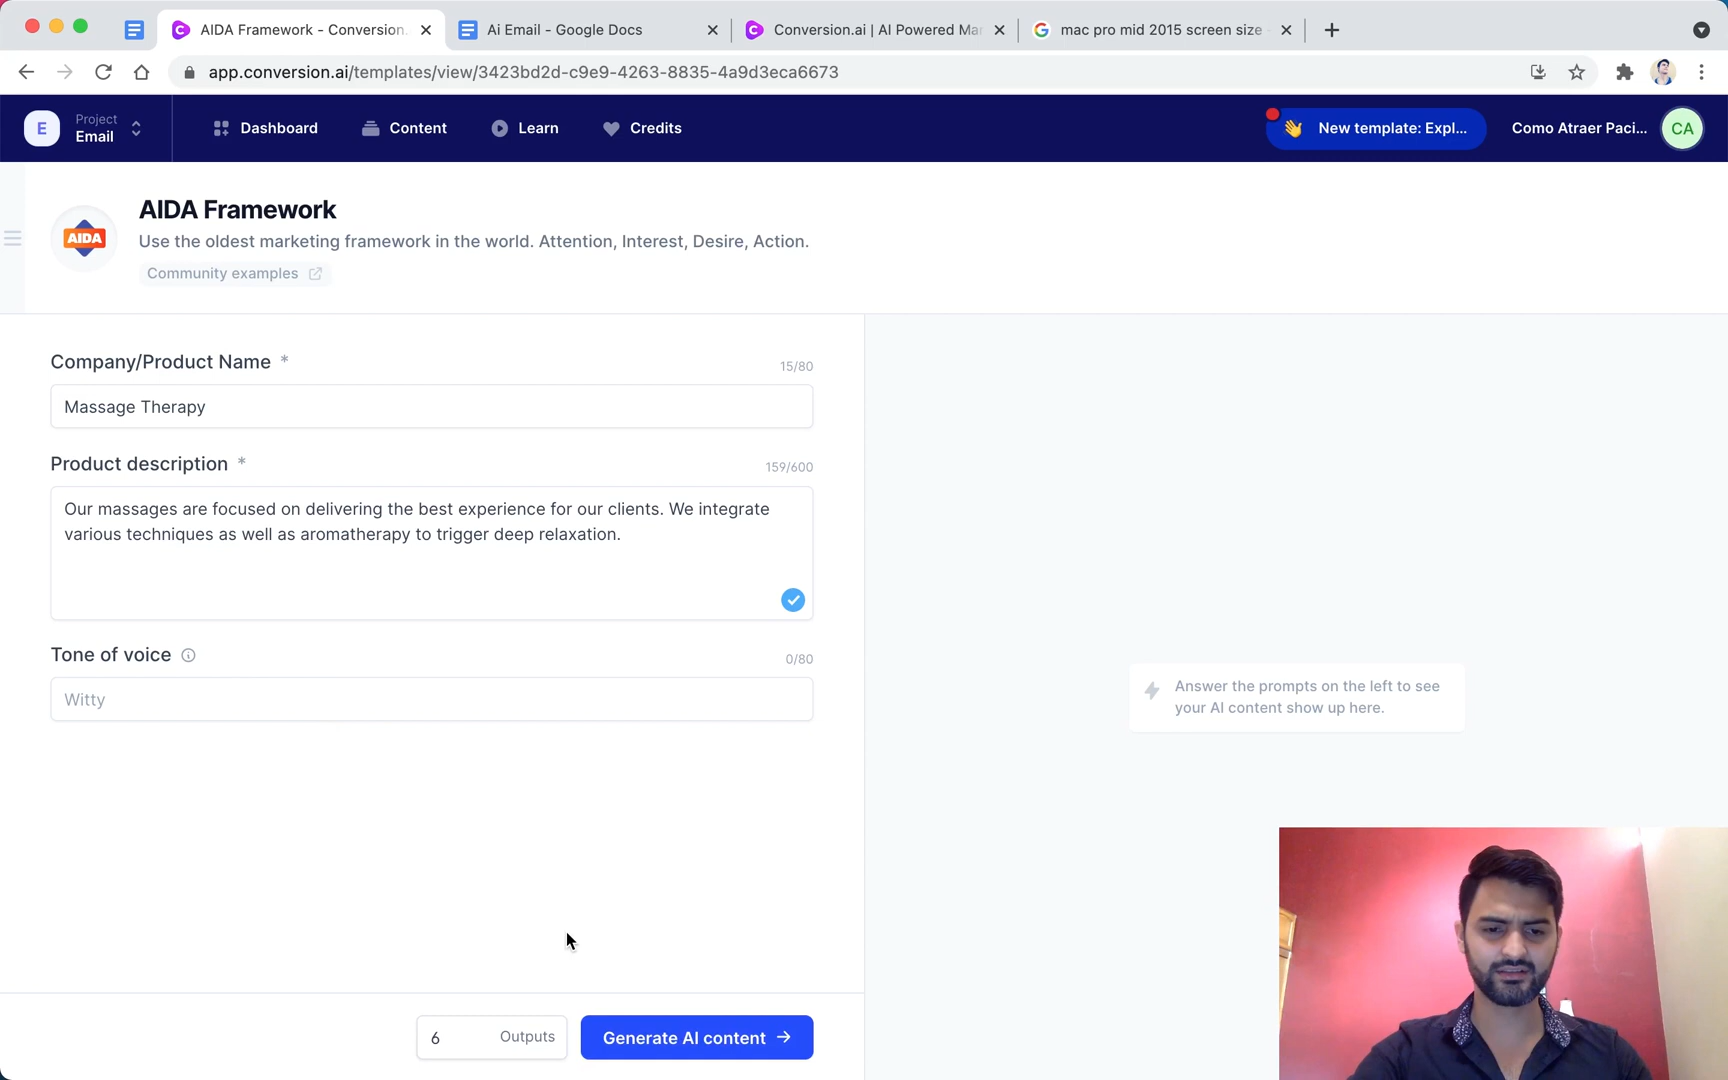 AIDA Framework - Conversion.
Ai Email - Google Docs
Conversion.ai | AI Powered Mar
mac pro mid 2015 screen size
app.conversion.ai/templates/view/3423bd2d-c9e9-4263-8835-4a9d3eca6673
E
Project
Email
Dashboard
Content
Learn
Credits
New template: Expl...
Como Atraer Paci...
CA
AIDA
AIDA Framework
Use the oldest marketing framework in the world. Attention, Interest, Desire, Action.
Community examples
Company/Product Name *
15/80
Massage Therapy
Product description *
159/600
Our massages are focused on delivering the best experience for our clients. We integrate
various techniques as well as aromatherapy to trigger deep relaxation.
Tone of voice
0/80
Witty
Answer the prompts on the left to see
your AI content show up here.
6 Outputs
Generate AI content